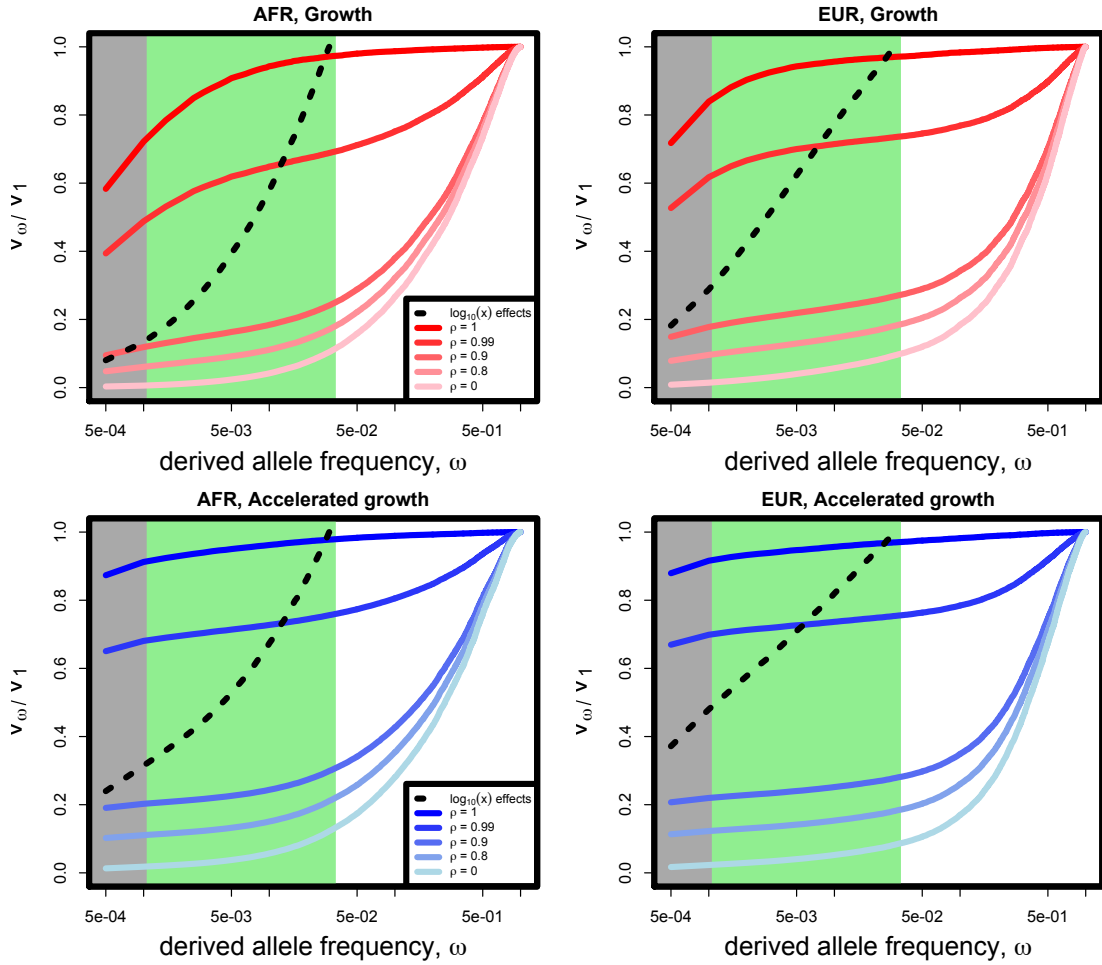 AFR, Growth
vω/ v1
1.0
0.8
0.6
0.4
0.2
0.0
log10(x) effects
ρ = 1
ρ = 0.99
ρ = 0.9
ρ = 0.8
ρ = 0
5e-04 5e-03 5e-02 5e-01
derived allele frequency, ω
EUR, Growth
vω/ v1
1.0
0.8
0.6
0.4
0.2
0.0
5e-04 5e-03 5e-02 5e-01
derived allele frequency, ω
AFR, Accelerated growth
vω/ v1
1.0
0.8
0.6
0.4
0.2
0.0
log10(x) effects
ρ = 1
ρ = 0.99
ρ = 0.9
ρ = 0.8
ρ = 0
5e-04 5e-03 5e-02 5e-01
derived allele frequency, ω
EUR, Accelerated growth
vω/ v1
1.0
0.8
0.6
0.4
0.2
0.0
5e-04 5e-03 5e-02 5e-01
derived allele frequency, ω